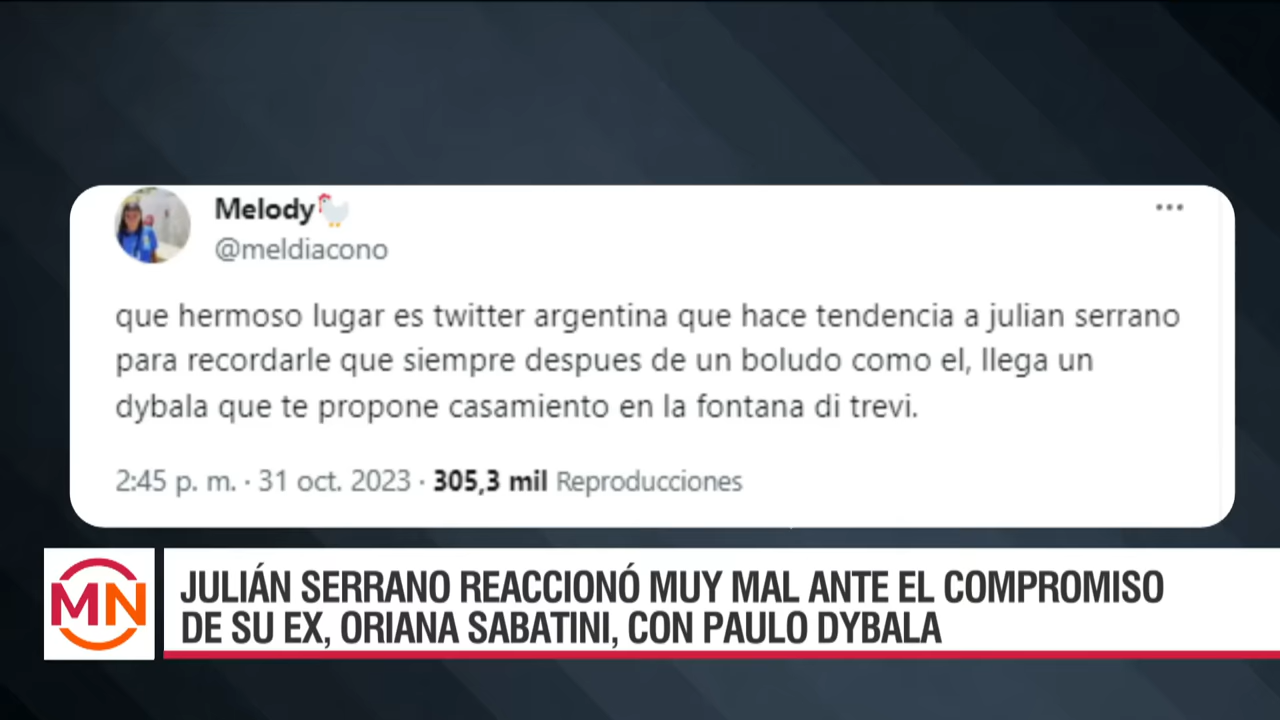 Melody🐔
@meldiacono
que hermoso lugar es twitter argentina que hace tendencia a julian serrano
para recordarle que siempre despues de un boludo como el, llega un
dybala que te propone casamiento en la fontana di trevi.
2:45 p. m. · 31 oct. 2023 · 305,3 mil Reproducciones
MN
JULIÁN SERRANO REACCIONÓ MUY MAL ANTE EL COMPROMISO
DE SU EX, ORIANA SABATINI, CON PAULO DYBALA